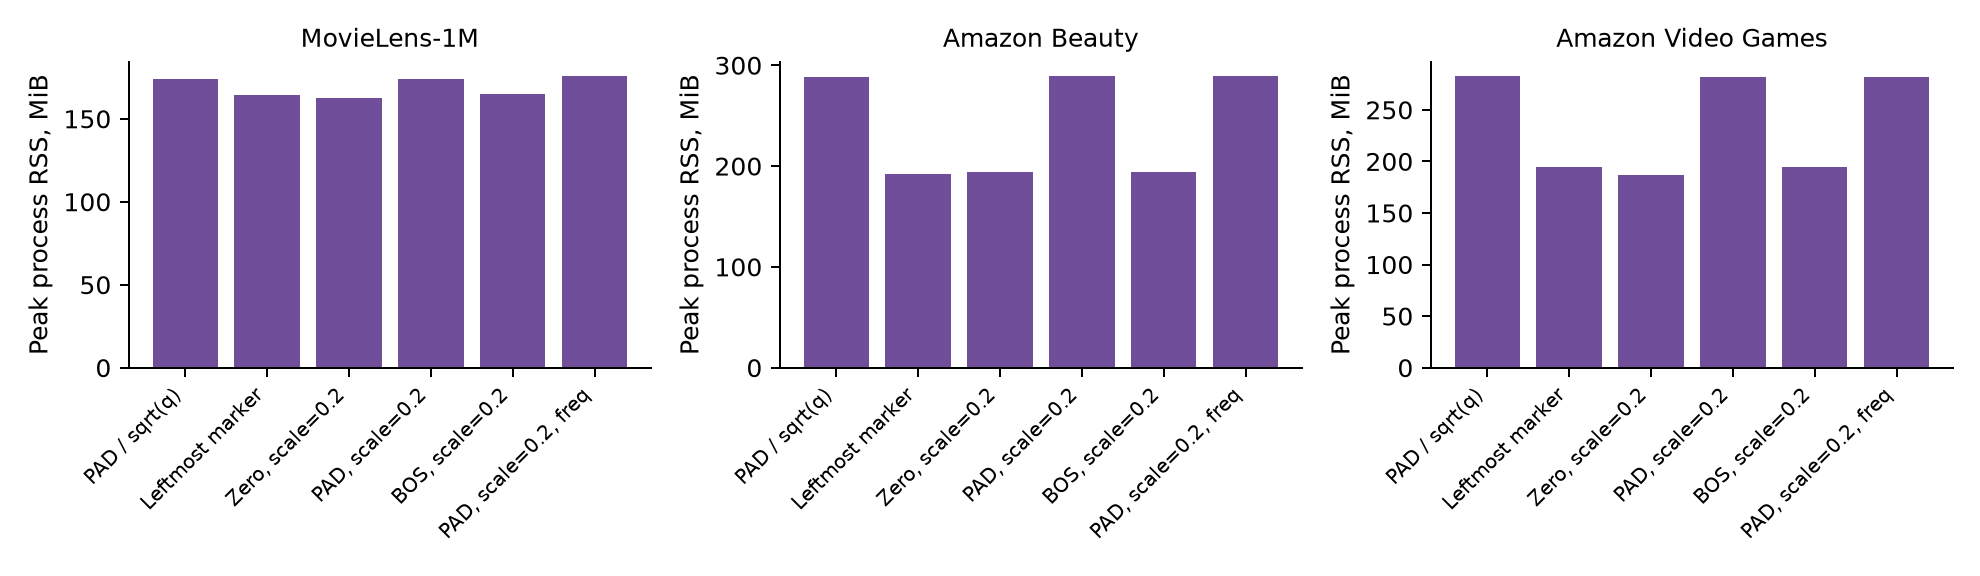 MovieLens-1M
Peak process RSS, MiB
150
100
50
0
PAD / sqrt(q)
Leftmost marker
Zero, scale=0.2
PAD, scale=0.2
BOS, scale=0.2
PAD, scale=0.2, freq
Amazon Beauty
Peak process RSS, MiB
300
200
100
0
PAD / sqrt(q)
Leftmost marker
Zero, scale=0.2
PAD, scale=0.2
BOS, scale=0.2
PAD, scale=0.2, freq
Amazon Video Games
Peak process RSS, MiB
250
200
150
100
50
0
PAD / sqrt(q)
Leftmost marker
Zero, scale=0.2
PAD, scale=0.2
BOS, scale=0.2
PAD, scale=0.2, freq